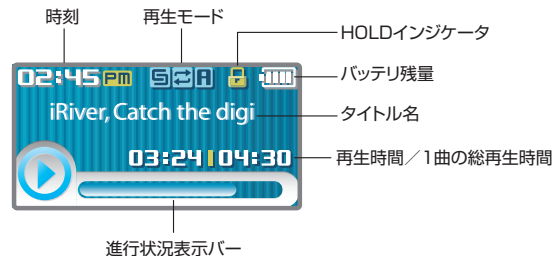 時刻
再生モード
HOLDインジケータ
02:45 PM S A
バッテリ残量
iRiver, Catch the digi
タイトル名
03:24 04:30
再生時間／1曲の総再生時間
進行状況表示バー